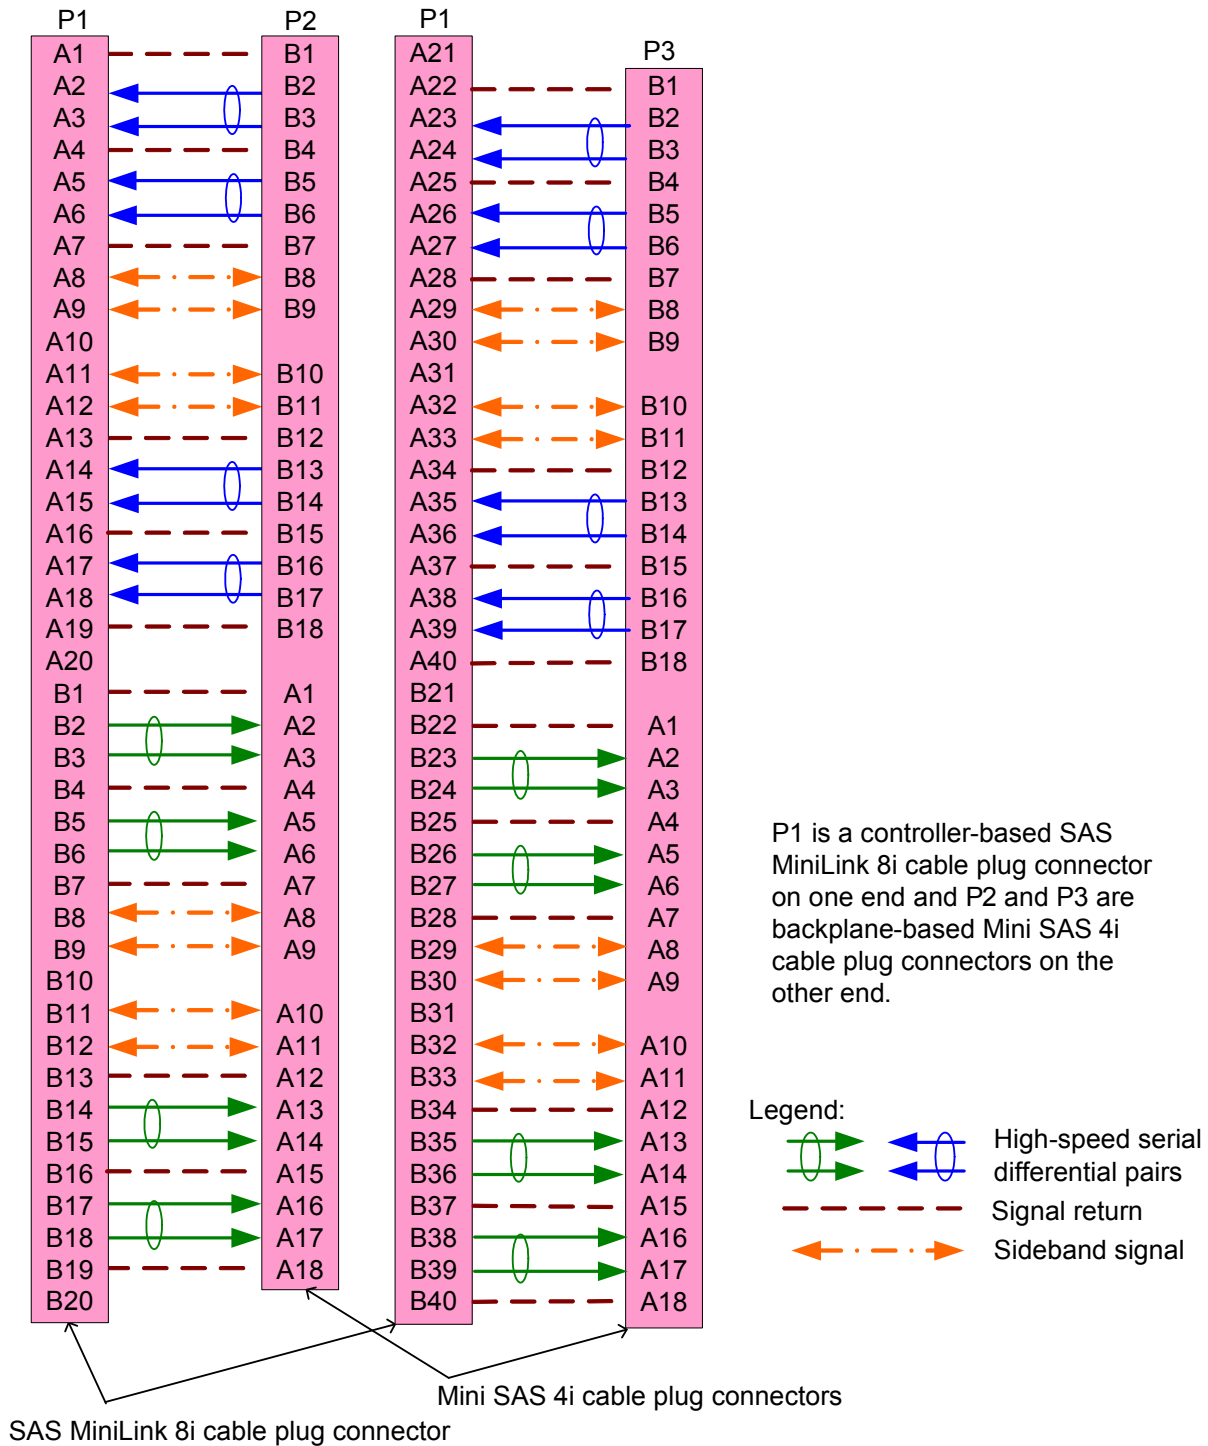 P1 P2 P1
A1 B1 A21 P3
A2 B2 A22 B1
A3 B3 A23 B2
A4 B4 A24 B3
A5 B5 A25 B4
A6 B6 A26 B5
A7 B7 A27 B6
A8 B8 A28 B7
A9 B9 A29 B8
A10 A30 B9
A11 B10 A31
A12 B11 A32 B10
A13 B12 A33 B11
A14 B13 A34 B12
A15 B14 A35 B13
A16 B15 A36 B14
A17 B16 A37 B15
A18 B17 A38 B16
A19 B18 A39 B17
A20 A40 B18
B1 A1 B21
B2 A2 B22 A1
B3 A3 B23 A2
B4 A4 B24 A3
B5 A5 B25 A4
B6 A6 B26 A5
B7 A7 B27 A6
B8 A8 B28 A7
B9 A9 B29 A8
B10 B30 A9
B11 A10 B31
B12 A11 B32 A10
B13 A12 B33 A11
B14 A13 B34 A12
B15 A14 B35 A13
B16 A15 B36 A14
B17 A16 B37 A15
B18 A17 B38 A16
B19 A18 B39 A17
B20 B40 A18
P1 is a controller-based SAS
MiniLink 8i cable plug connector
on one end and P2 and P3 are
backplane-based Mini SAS 4i
cable plug connectors on the
other end.
Legend:
High-speed serial
differential pairs
Signal return
Sideband signal
Mini SAS 4i cable plug connectors
SAS MiniLink 8i cable plug connector